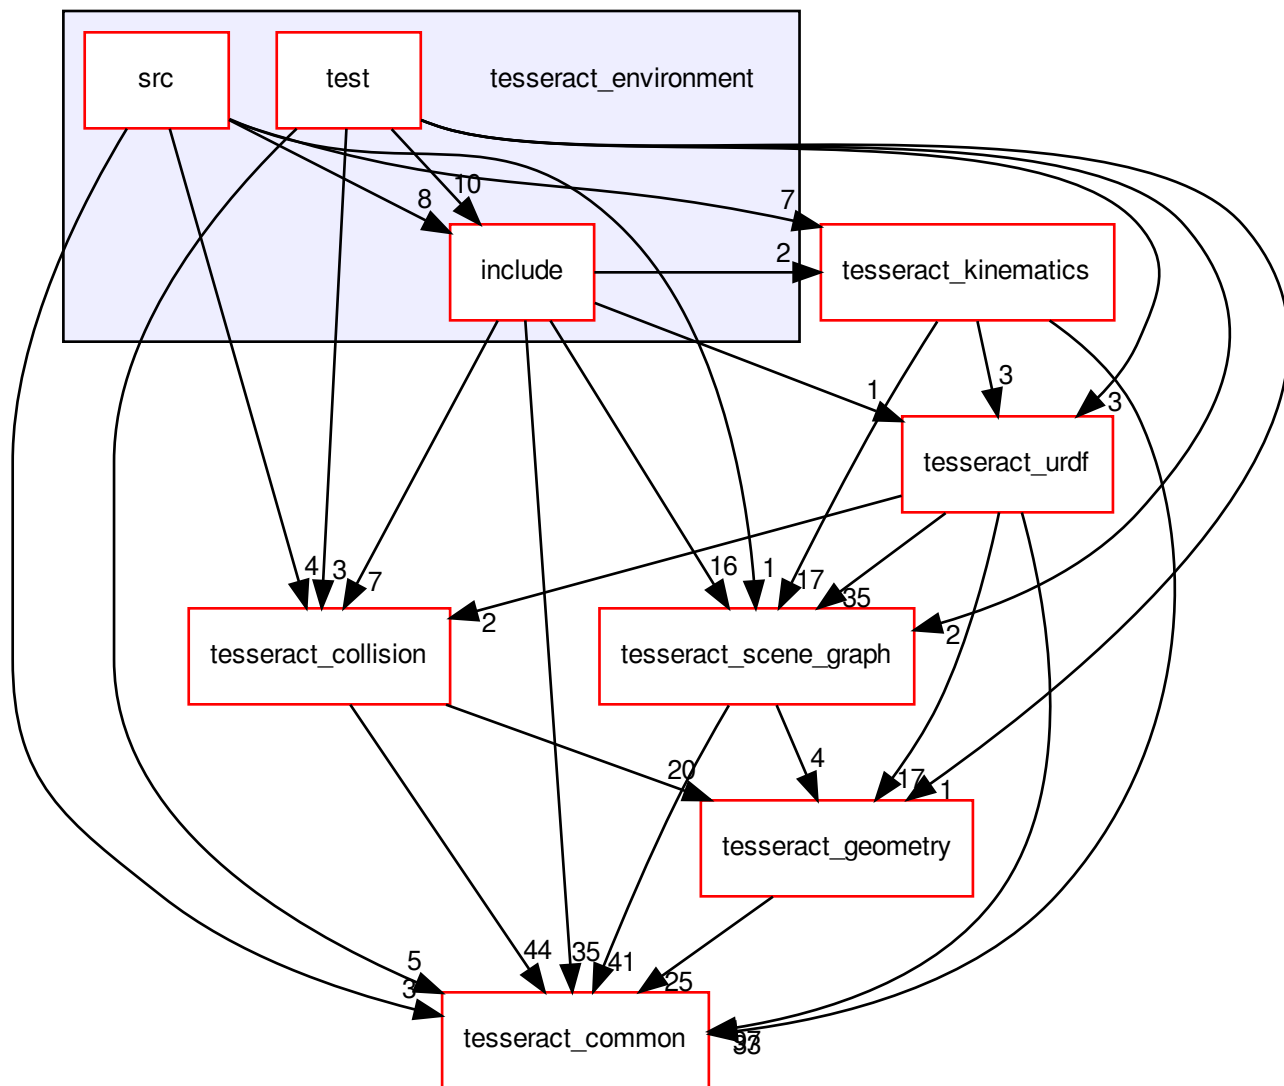 src
test
tesseract_environment
10
8
7
include
2
tesseract_kinematics
3
1
3
tesseract_urdf
4
3
7
16
1
17
35
2
2
tesseract_collision
tesseract_scene_graph
20
4
17
1
tesseract_geometry
5
3
44
35
41
25
tesseract_common